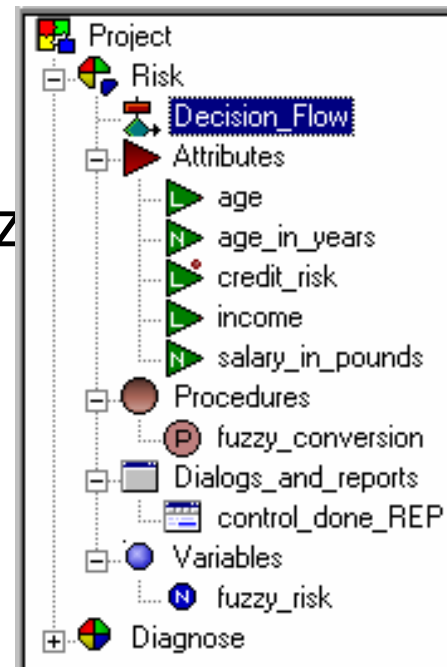 Project
Risk
Decision_Flow
Attributes
L age
Z
N age_in_years
L credit_risk
L income
N salary_in_pounds
Procedures
P fuzzy_conversion
Dialogs_and_reports
control_done_REP
Variables
N fuzzy_risk
Diagnose